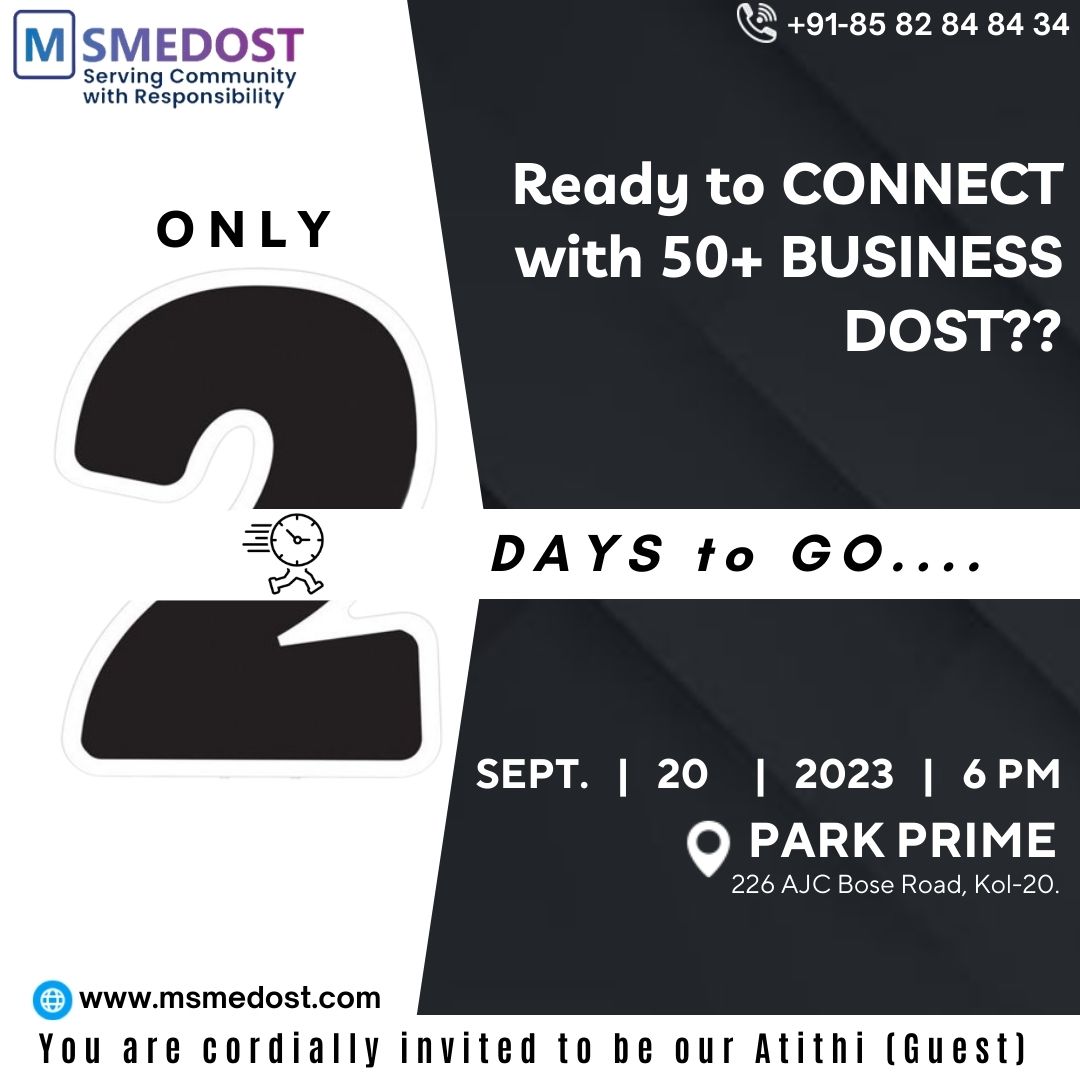 MSMEDOST
Serving Community
with Responsibility
+91-85 82 84 84 34
Ready to CONNECT
with 50+ BUSINESS
DOST??
ONLY
2
DAYS to GO....
SEPT. | 20 | 2023 | 6 PM
PARK PRIME
226 AJC Bose Road, Kol-20.
www.msmedost.com
You are cordially invited to be our Atithi (Guest)